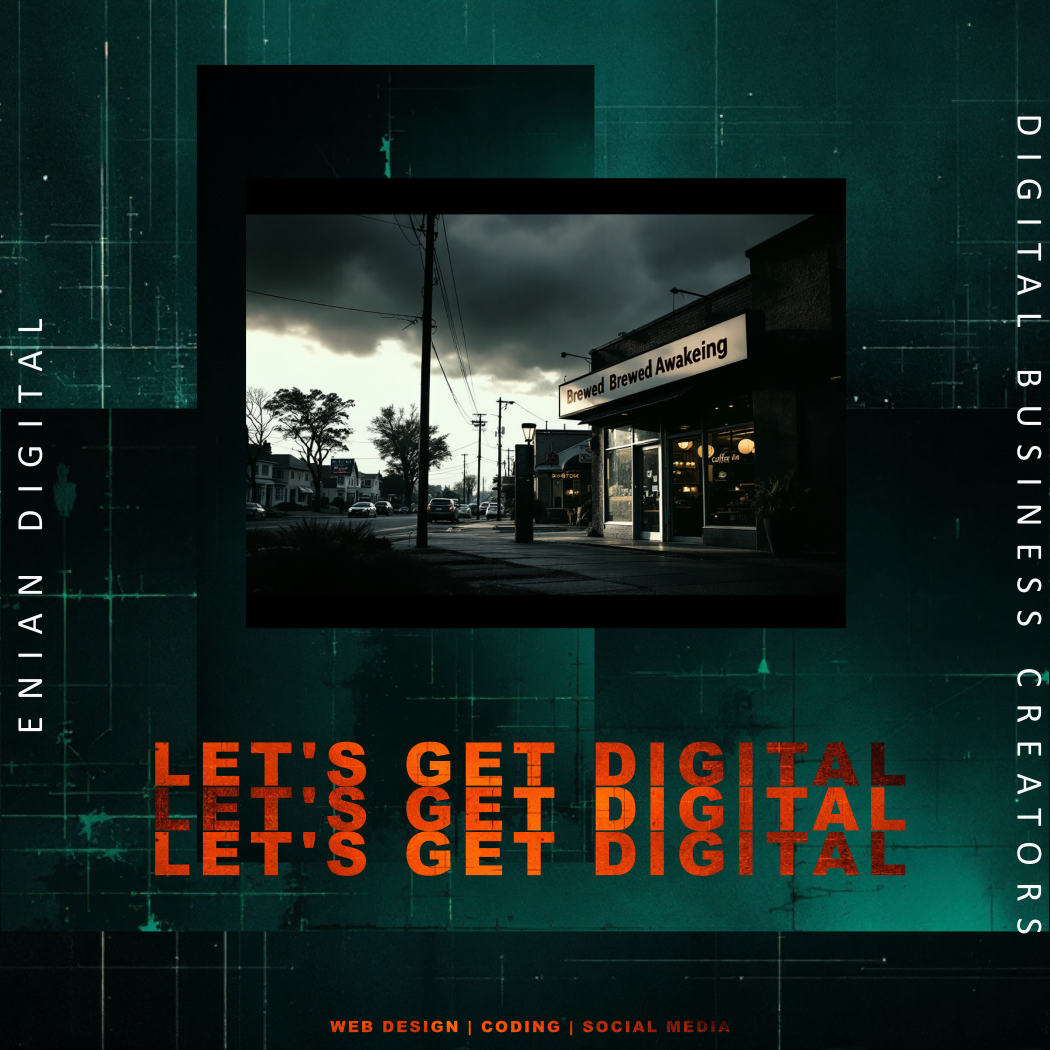 ENIAN DIGITAL
DIGITAL BUSINESS CREATORS
Brewed Brewed Awakeing
coffee
LET'S GET DIGITAL
LET'S GET DIGITAL
LET'S GET DIGITAL
WEB DESIGN | CODING | SOCIAL MEDIA